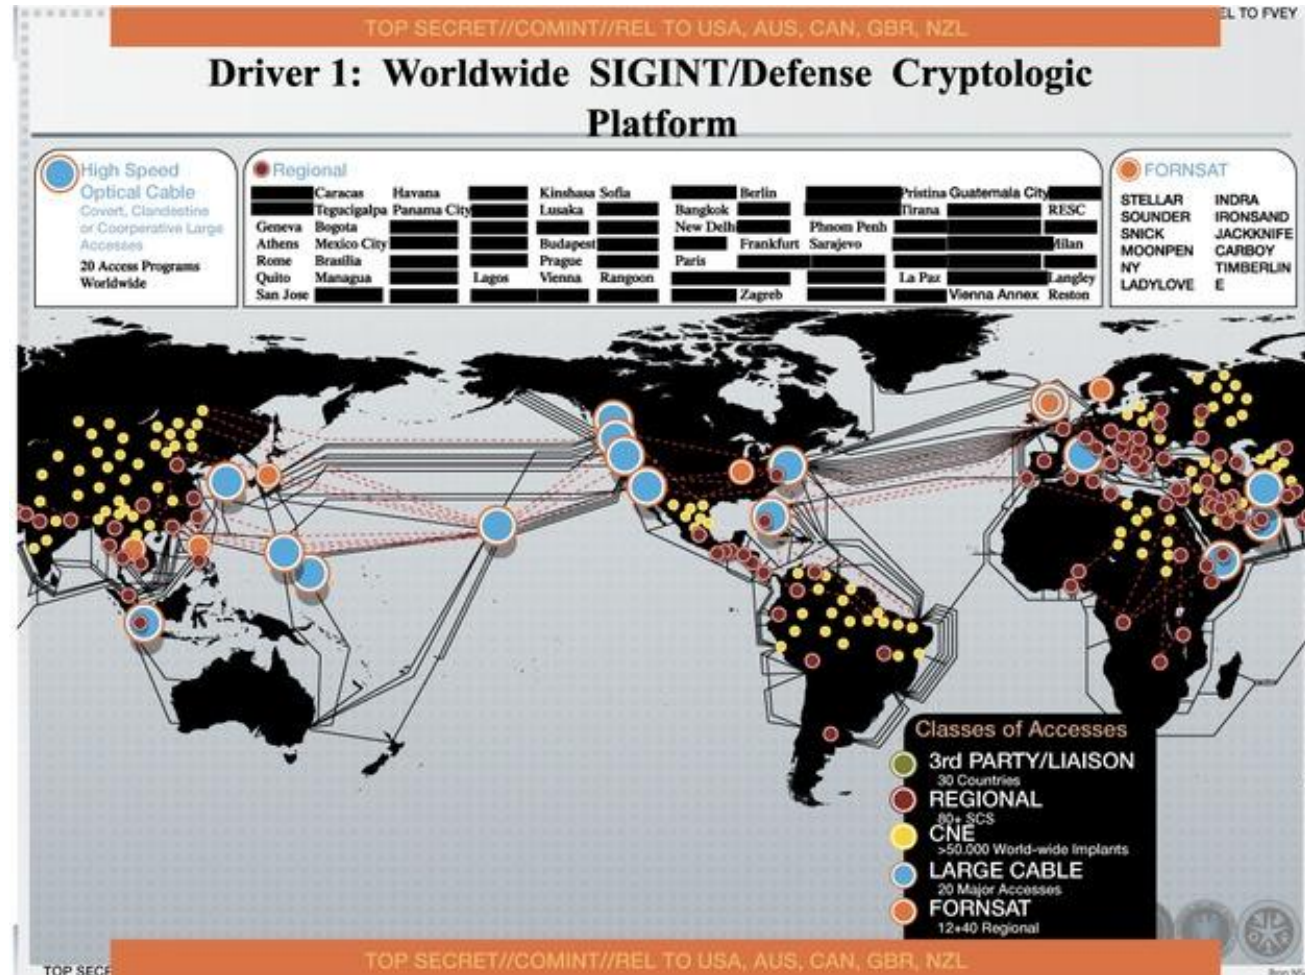 EL TO FVEY
TOP SECRET//COMINT//REL TO USA, AUS, CAN, GBR, NZL
Driver 1: Worldwide SIGINT/Defense Cryptologic
Platform
High Speed
Optical Cable
Covert, Clandestine
or Coorperative Large
Accesses
20 Access Programs
Worldwide
Regional
Caracas Havana Kinshasa Sofia Berlin Pristina Guatemala City
Tegucigalpa Panama City Lusaka Bangkok Tirana RESC
Geneva Bogota New Delhi Phnom Penh
Athens Mexico City Budapest Frankfurt Sarajevo Milan
Rome Brasilia Prague Paris
Quito Managua Lagos Vienna Rangoon La Paz Langley
San Jose Zagreb Vienna Annex Reston
FORNSAT
STELLAR INDRA
SOUNDER IRONSAND
SNICK JACKKNIFE
MOONPEN CARBOY
NY TIMBERLIN
LADYLOVE E
Classes of Accesses
3rd PARTY/LIAISON
30 Countries
REGIONAL
80+ SCS
CNE
>50.000 World-wide Implants
LARGE CABLE
20 Major Accesses
FORNSAT
12+40 Regional
TOP SECRET//COMINT//REL TO USA, AUS, CAN, GBR, NZL
TOP SECR